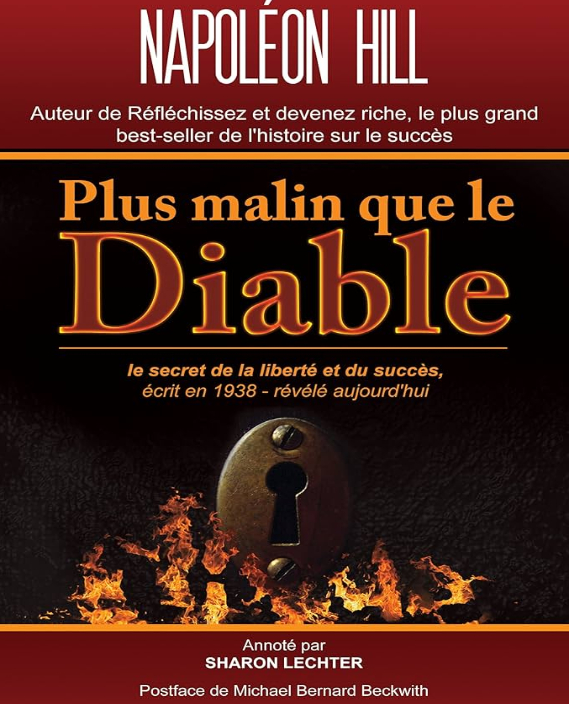 NAPOLÉON HILL
Auteur de Réfléchissez et devenez riche, le plus grand
best-seller de l'histoire sur le succès
Plus malin que le
Diable
le secret de la liberté et du succès,
écrit en 1938 - révélé aujourd'hui
Annoté par
SHARON LECHTER
Postface de Michael Bernard Beckwith